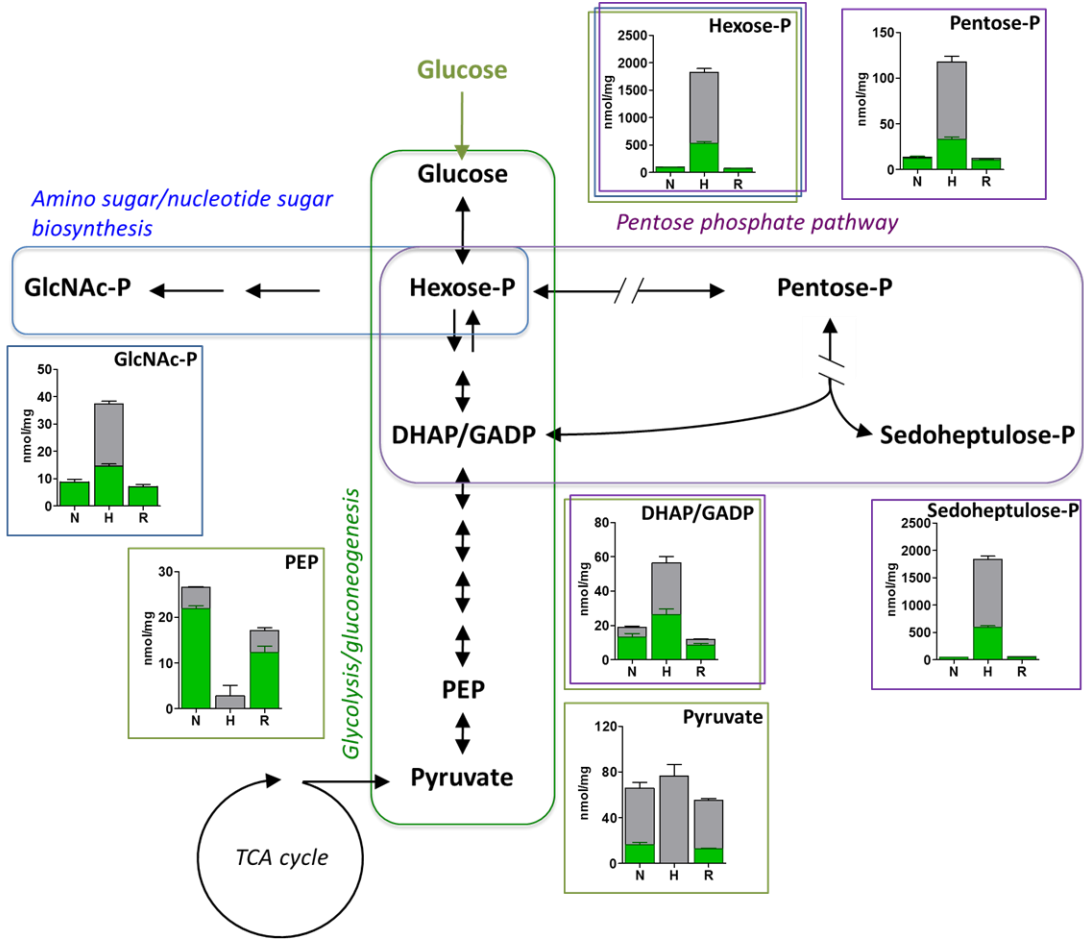 Hexose-P
2500
2000
1500
1000
500
0
nmol/mg
N H R
Pentose-P
150
100
50
0
nmol/mg
N H R
Glucose
Glucose
Amino sugar/nucleotide sugar
biosynthesis
Pentose phosphate pathway
GlcNAc-P
Hexose-P
Pentose-P
GlcNAc-P
50
40
30
20
10
0
nmol/mg
N H R
DHAP/GADP
Sedoheptulose-P
Glycolysis/gluconeogenesis
DHAP/GADP
80
60
40
20
0
nmol/mg
N H R
Sedoheptulose-P
2500
2000
1500
1000
500
0
nmol/mg
N H R
PEP
30
20
10
0
nmol/mg
N H R
PEP
Pyruvate
Pyruvate
120
80
40
0
nmol/mg
N H R
TCA cycle